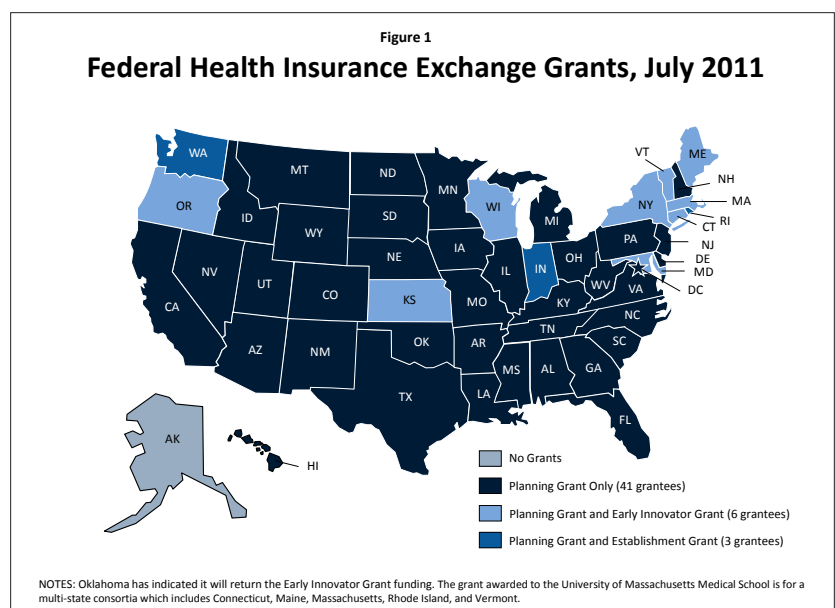 Figure 1
Federal Health Insurance Exchange Grants, July 2011
WA
MT
ND
MN
VT
ME
NH
OR
ID
SD
WI
MI
NY
MA
RI
CT
WY
IA
PA
NJ
NE
OH
DE
MD
NV
UT
CO
IL
IN
WV
VA
DC
CA
KS
MO
KY
NC
TN
AZ
NM
OK
AR
SC
MS
AL
GA
TX
LA
FL
AK
HI
No Grants
Planning Grant Only (41 grantees)
Planning Grant and Early Innovator Grant (6 grantees)
Planning Grant and Establishment Grant (3 grantees)
NOTES: Oklahoma has indicated it will return the Early Innovator Grant funding. The grant awarded to the University of Massachusetts Medical School is for a
multi-state consortia which includes Connecticut, Maine, Massachusetts, Rhode Island, and Vermont.